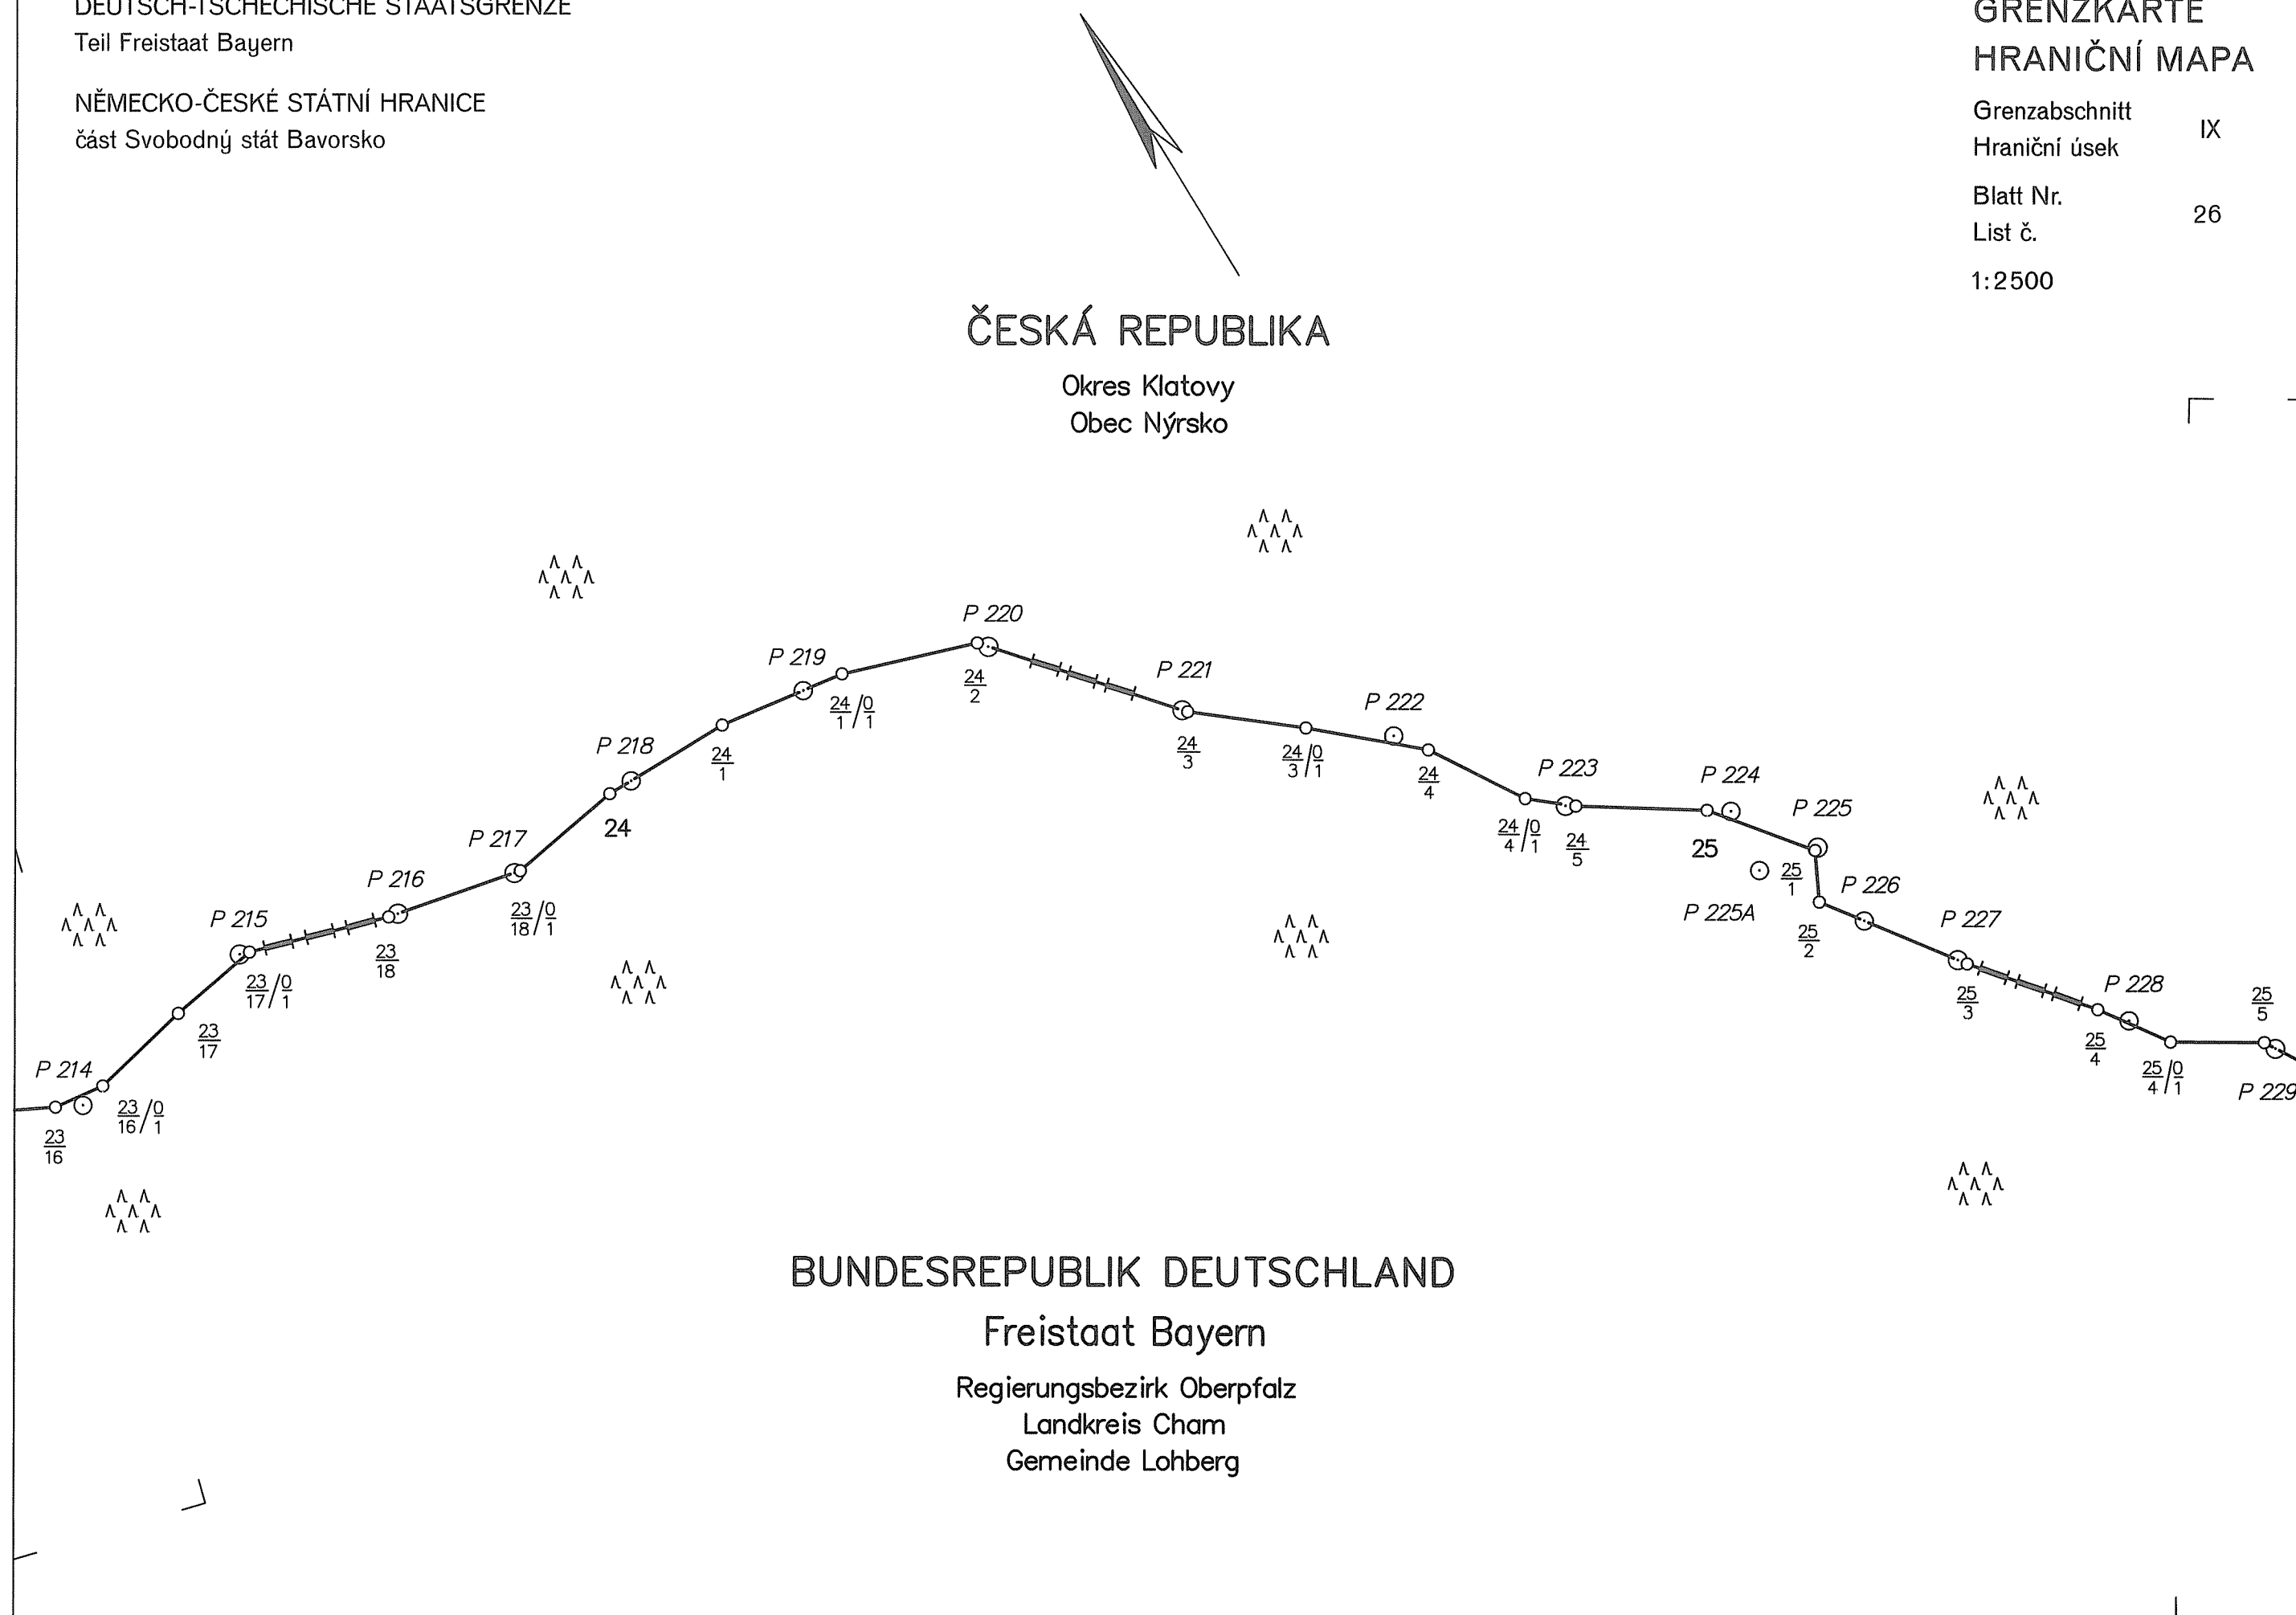 DEUTSCH-TSCHECHISCHE STAATSGRENZE
Teil Freistaat Bayern
NĚMECKO-ČESKÉ STÁTNÍ HRANICE
část Svobodný stát Bavorsko
GRENZKARTE
HRANIČNÍ MAPA
Grenzabschnitt
Hraniční úsek
IX
Blatt Nr.
List č.
26
1:2500
ČESKÁ REPUBLIKA
Okres Klatovy
Obec Nýrsko
P 214
23/16
23/16/0/1
23/17
P 215
23/17/0/1
P 216
23/18
P 217
23/18/0/1
P 218
24
24/1
P 219
24/1/0/1
P 220
24/2
P 221
24/3
24/3/0/1
P 222
24/4
24/4/0/1
P 223
24/5
P 224
25
P 225
25/1
P 225A
25/2
P 226
P 227
25/3
P 228
25/4
25/4/0/1
25/5
P 229
BUNDESREPUBLIK DEUTSCHLAND
Freistaat Bayern
Regierungsbezirk Oberpfalz
Landkreis Cham
Gemeinde Lohberg